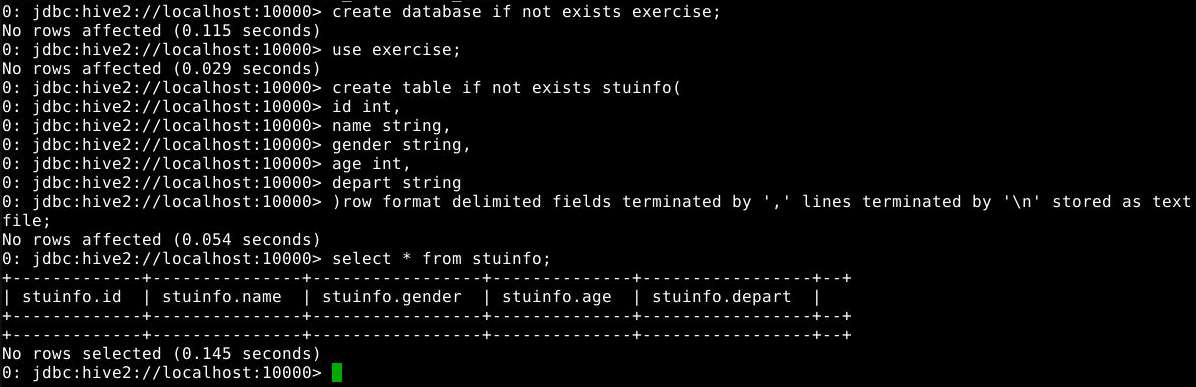 0: jdbc:hive2://localhost:10000> create database if not exists exercise;
No rows affected (0.115 seconds)
0: jdbc:hive2://localhost:10000> use exercise;
No rows affected (0.029 seconds)
0: jdbc:hive2://localhost:10000> create table if not exists stuinfo(
0: jdbc:hive2://localhost:10000> id int,
0: jdbc:hive2://localhost:10000> name string,
0: jdbc:hive2://localhost:10000> gender string,
0: jdbc:hive2://localhost:10000> age int,
0: jdbc:hive2://localhost:10000> depart string
0: jdbc:hive2://localhost:10000> )row format delimited fields terminated by ',' lines terminated by '\n' stored as text
file;
No rows affected (0.054 seconds)
0: jdbc:hive2://localhost:10000> select * from stuinfo;
+-------------+---------------+-----------------+--------------+-----------------+--+
| stuinfo.id  | stuinfo.name  | stuinfo.gender  | stuinfo.age  | stuinfo.depart  |
+-------------+---------------+-----------------+--------------+-----------------+--+
+-------------+---------------+-----------------+--------------+-----------------+--+
No rows selected (0.145 seconds)
0: jdbc:hive2://localhost:10000>